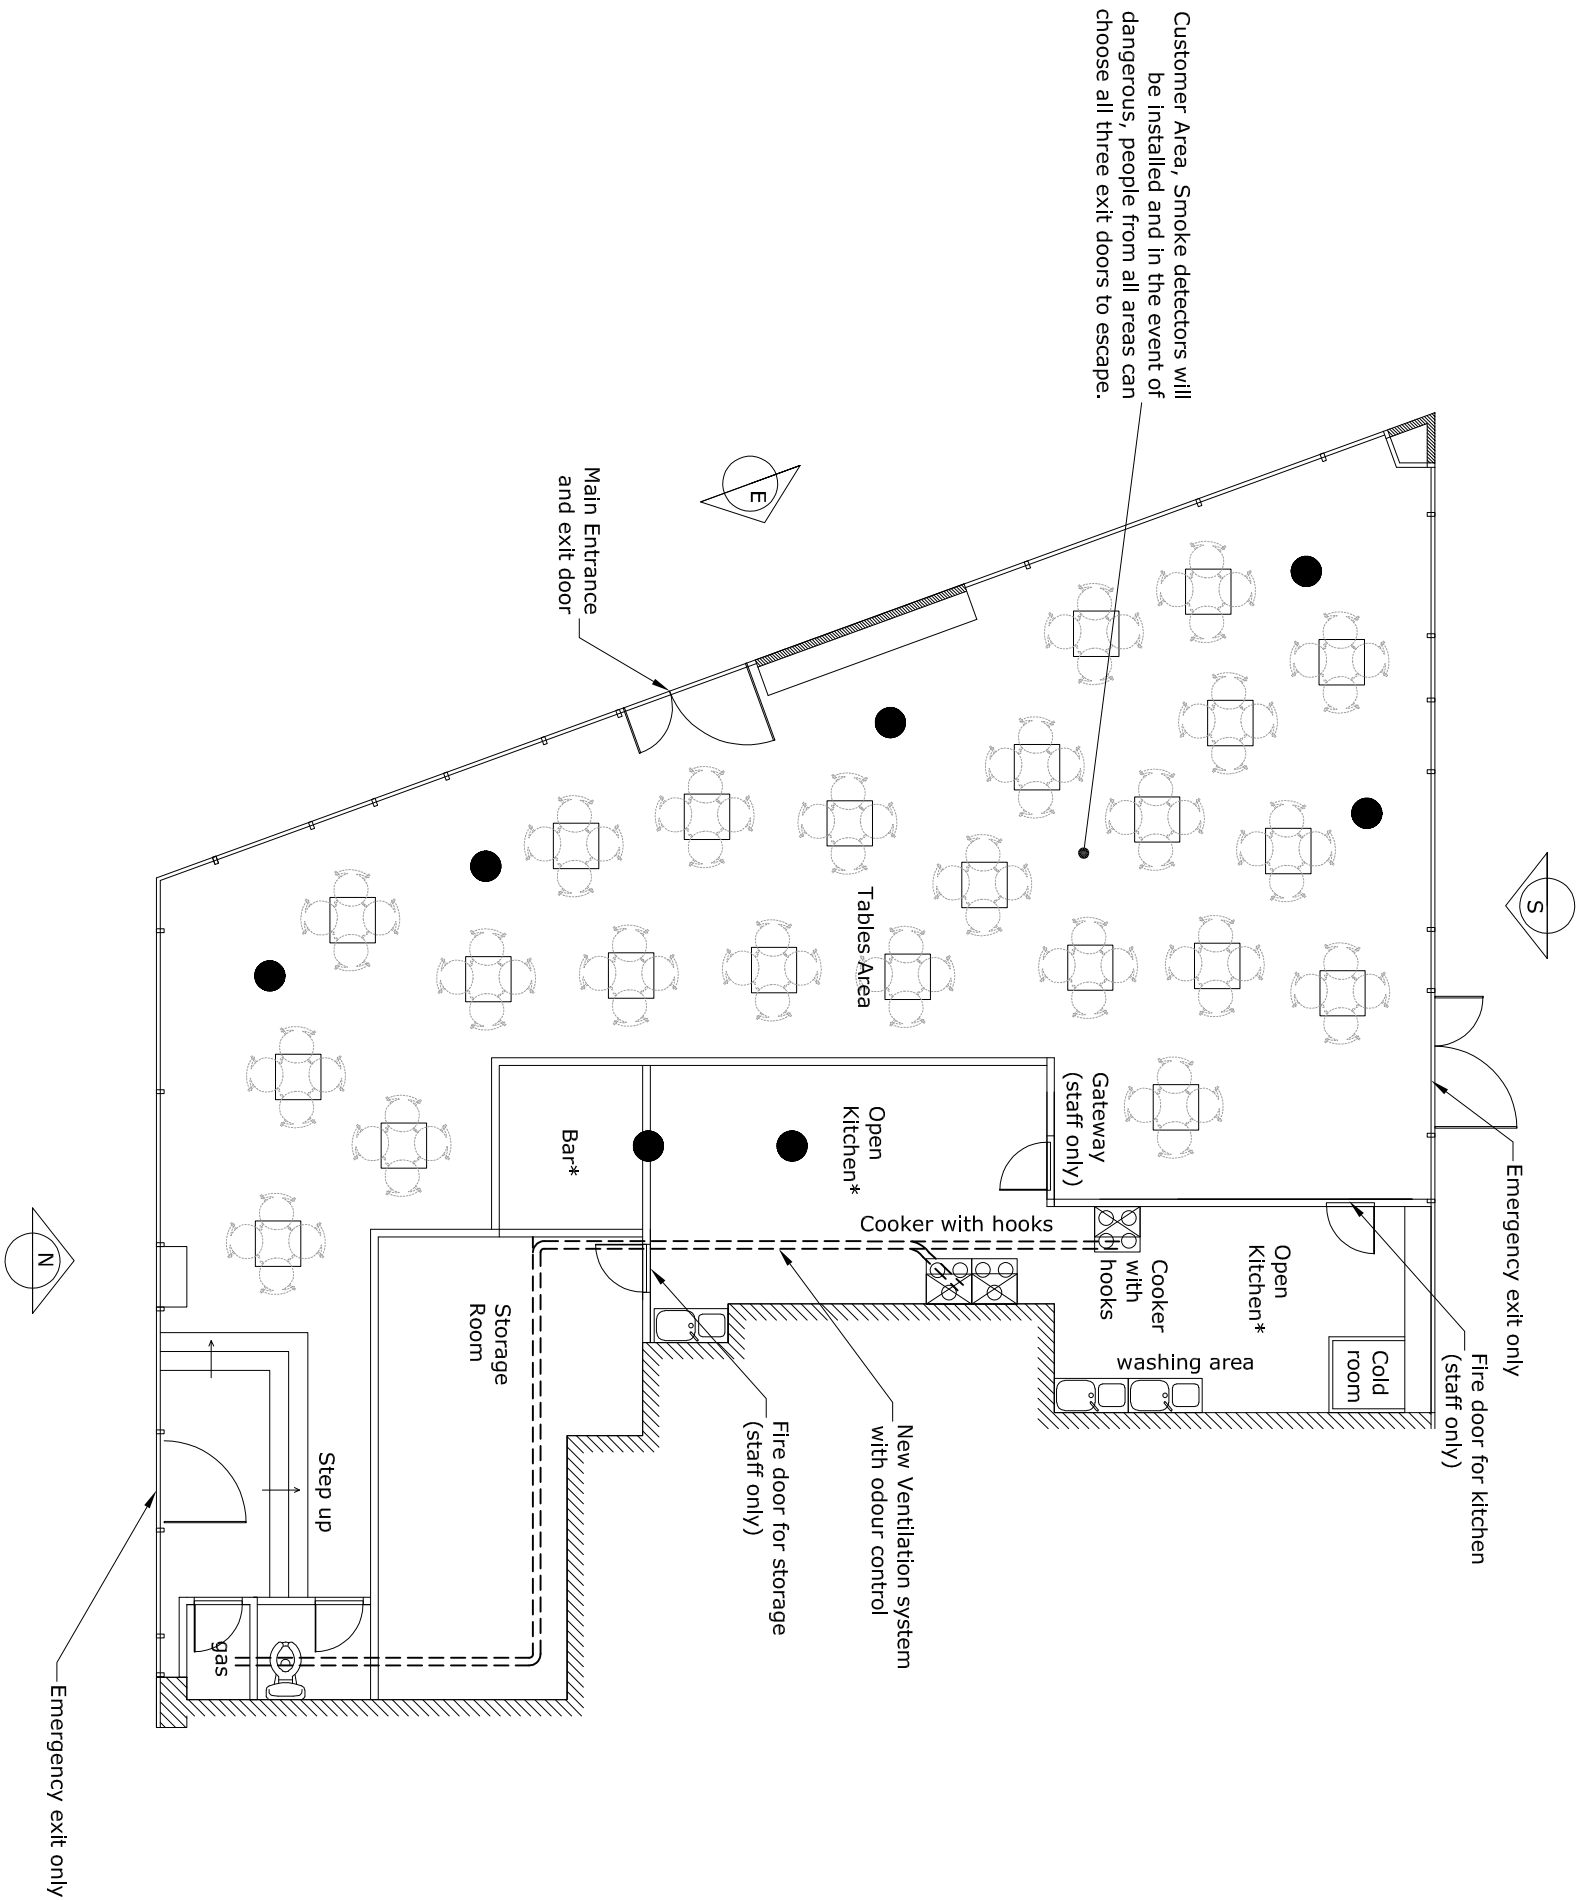 Customer Area, Smoke detectors will
be installed and in the event of
dangerous, people from all areas can
choose all three exit doors to escape.
Main Entrance
and exit door
E
S
N
Tables Area
Gateway
(staff only)
Open
Kitchen*
Bar*
Cooker with hooks
Cooker
with
hooks
Open
Kitchen*
Cold
room
washing area
Storage
Room
Step up
gas
Emergency exit only
Fire door for kitchen
(staff only)
New Ventilation system
with odour control
Fire door for storage
(staff only)
Emergency exit only